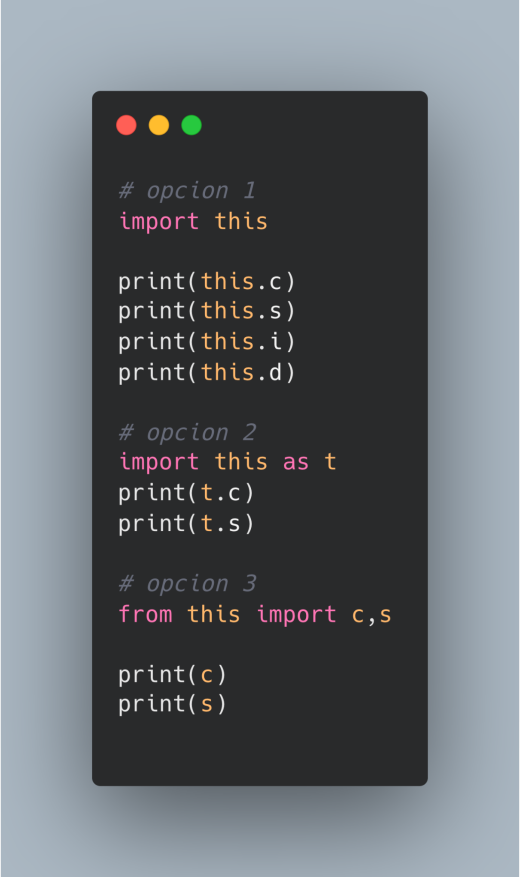 # opcion 1
import this
print(this.c)
print(this.s)
print(this.i)
print(this.d)
# opcion 2
import this as t
print(t.c)
print(t.s)
# opcion 3
from this import c,s
print(c)
print(s)